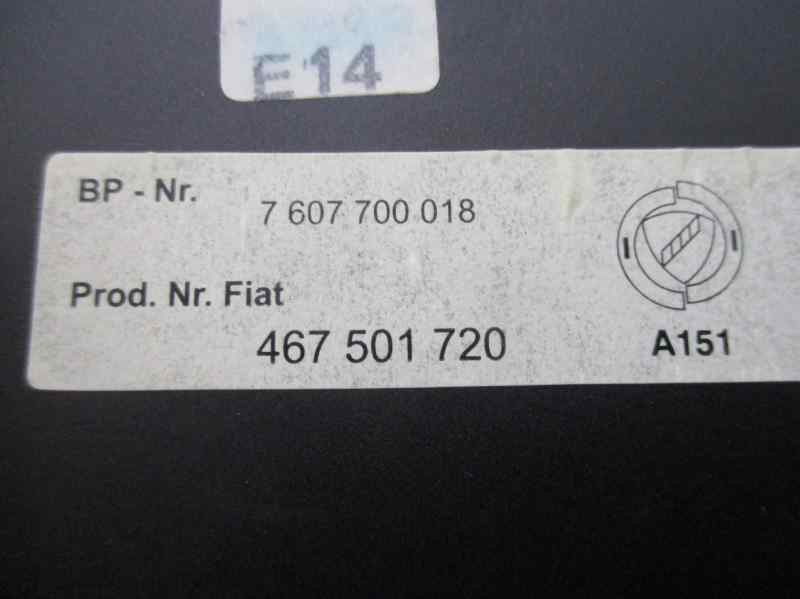 E14
BP - Nr. 7 607 700 018
Prod. Nr. Fiat
467 501 720 A151